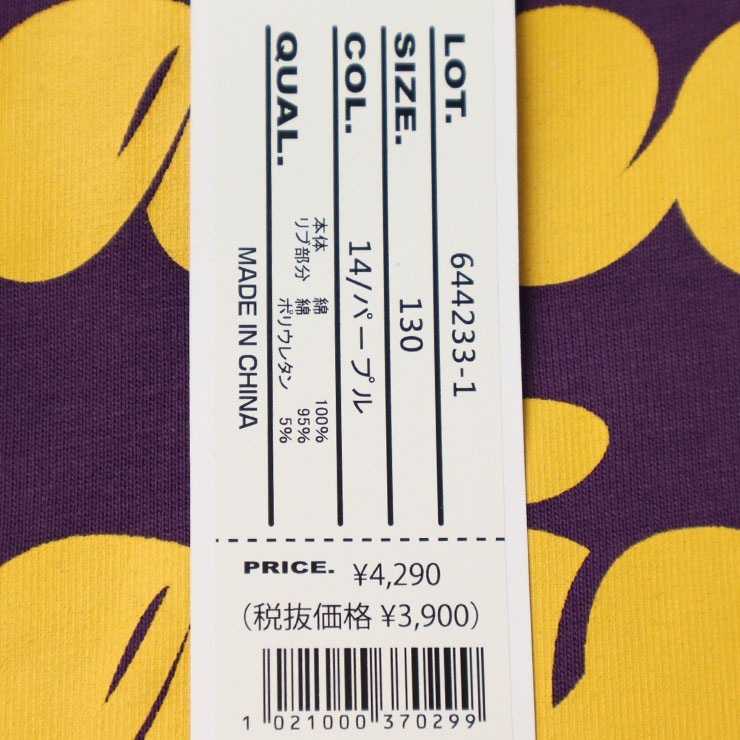 LOT. 644233-1
SIZE. 130
COL. 14/パープル
QUAL.
本体 綿 100%
リブ部分 綿 95%
ポリウレタン 5%
MADE IN CHINA
PRICE. ¥4,290
(税抜価格 ¥3,900)
1 021000 370299